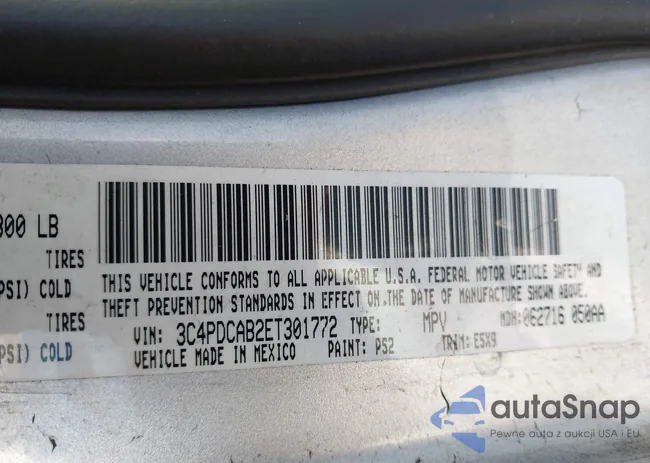 300 LB
TIRES
PSI) COLD
TIRES
PSI) COLD
THIS VEHICLE CONFORMS TO ALL APPLICABLE U.S.A. FEDERAL MOTOR VEHICLE SAFETY AND
THEFT PREVENTION STANDARDS IN EFFECT ON THE DATE OF MANUFACTURE SHOWN ABOVE.
VIN: 3C4PDCAB2ET301772 TYPE: MPV MDH: 062716 050AA
VEHICLE MADE IN MEXICO PAINT: PS2 TRIM: E5X9
autaSnap
Pewne auta z aukcji USA i EU